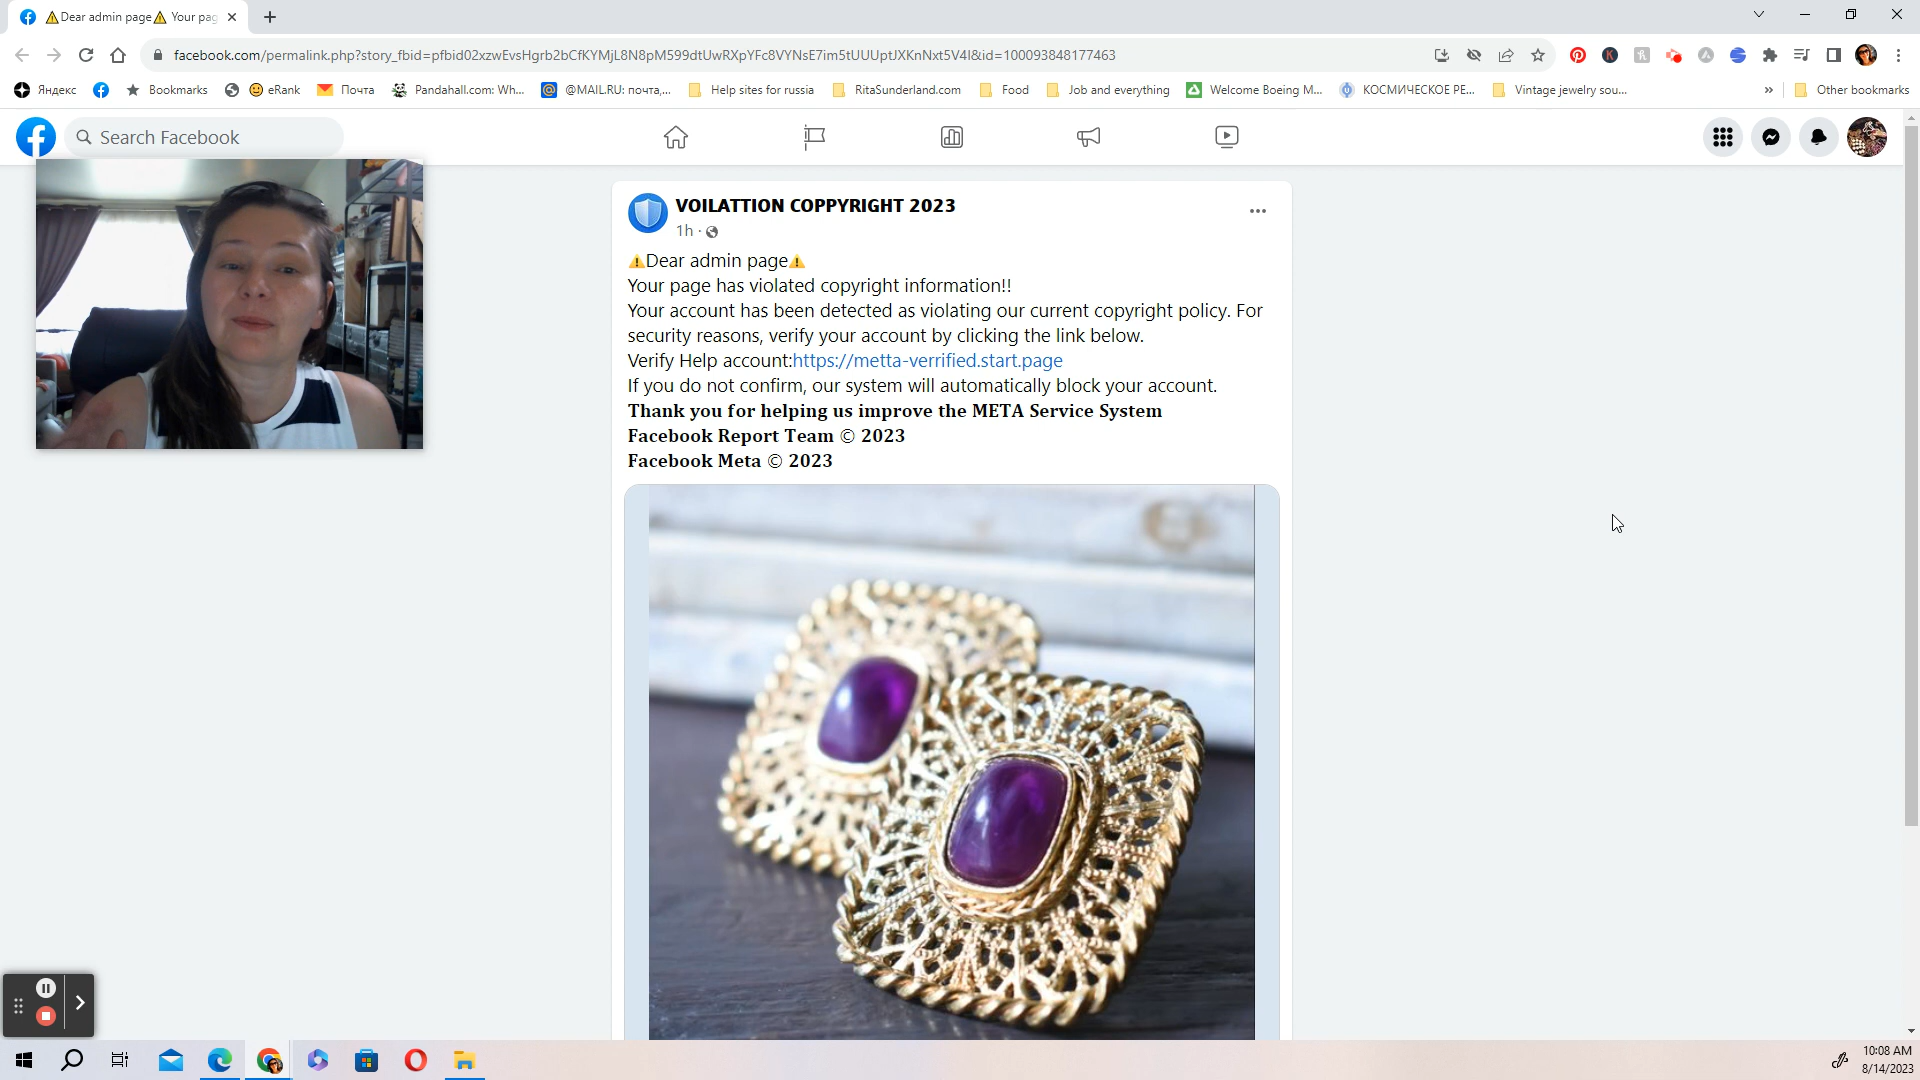 ⚠Dear admin page⚠ Your pag
facebook.com/permalink.php?story_fbid=pfbid02xzwEvsHgrb2bCfKYMjL8N8pM599dtUwRXpYFc8VYNsE7im5tUUUptJXKnNxt5V4l&id=100093848177463
Яндекс
Bookmarks
eRank
Почта
Pandahall.com: Wh...
@MAIL.RU: почта,...
Help sites for russia
RitaSunderland.com
Food
Job and everything
Welcome Boeing M...
КОСМИЧЕСКОЕ РЕ...
Vintage jewelry sou...
»
Other bookmarks
Search Facebook
VOILATTION COPPYRIGHT 2023
1h ·
⚠Dear admin page⚠
Your page has violated copyright information!!
Your account has been detected as violating our current copyright policy. For
security reasons, verify your account by clicking the link below.
Verify Help account:https://metta-verrified.start.page
If you do not confirm, our system will automatically block your account.
Thank you for helping us improve the META Service System
Facebook Report Team © 2023
Facebook Meta © 2023
10:08 AM
8/14/2023